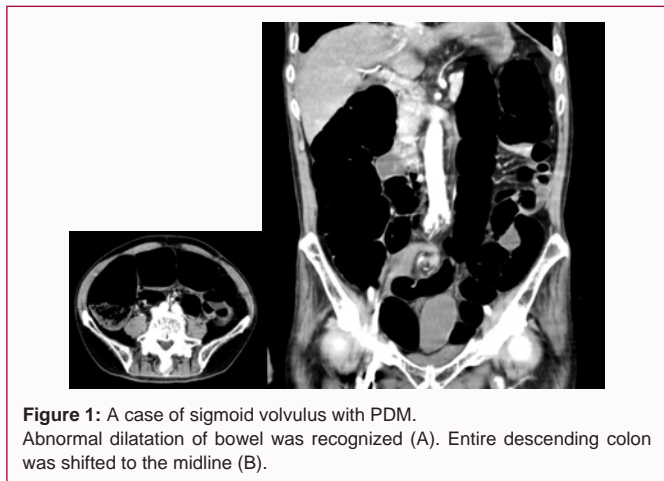 Figure 1: A case of sigmoid volvulus with PDM.
Abnormal dilatation of bowel was recognized (A). Entire descending colon
was shifted to the midline (B).